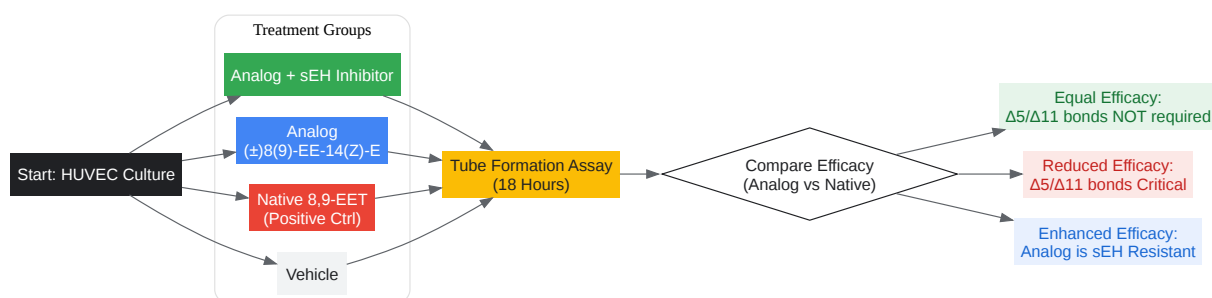 Treatment Groups
Start: HUVEC Culture
Analog + sEH Inhibitor
Analog
(±)8(9)-EE-14(Z)-E
Native 8,9-EET
(Positive Ctrl)
Vehicle
Tube Formation Assay
(18 Hours)
Compare Efficacy
(Analog vs Native)
Equal Efficacy:
Δ5/Δ11 bonds NOT required
Reduced Efficacy:
Δ5/Δ11 bonds Critical
Enhanced Efficacy:
Analog is sEH Resistant